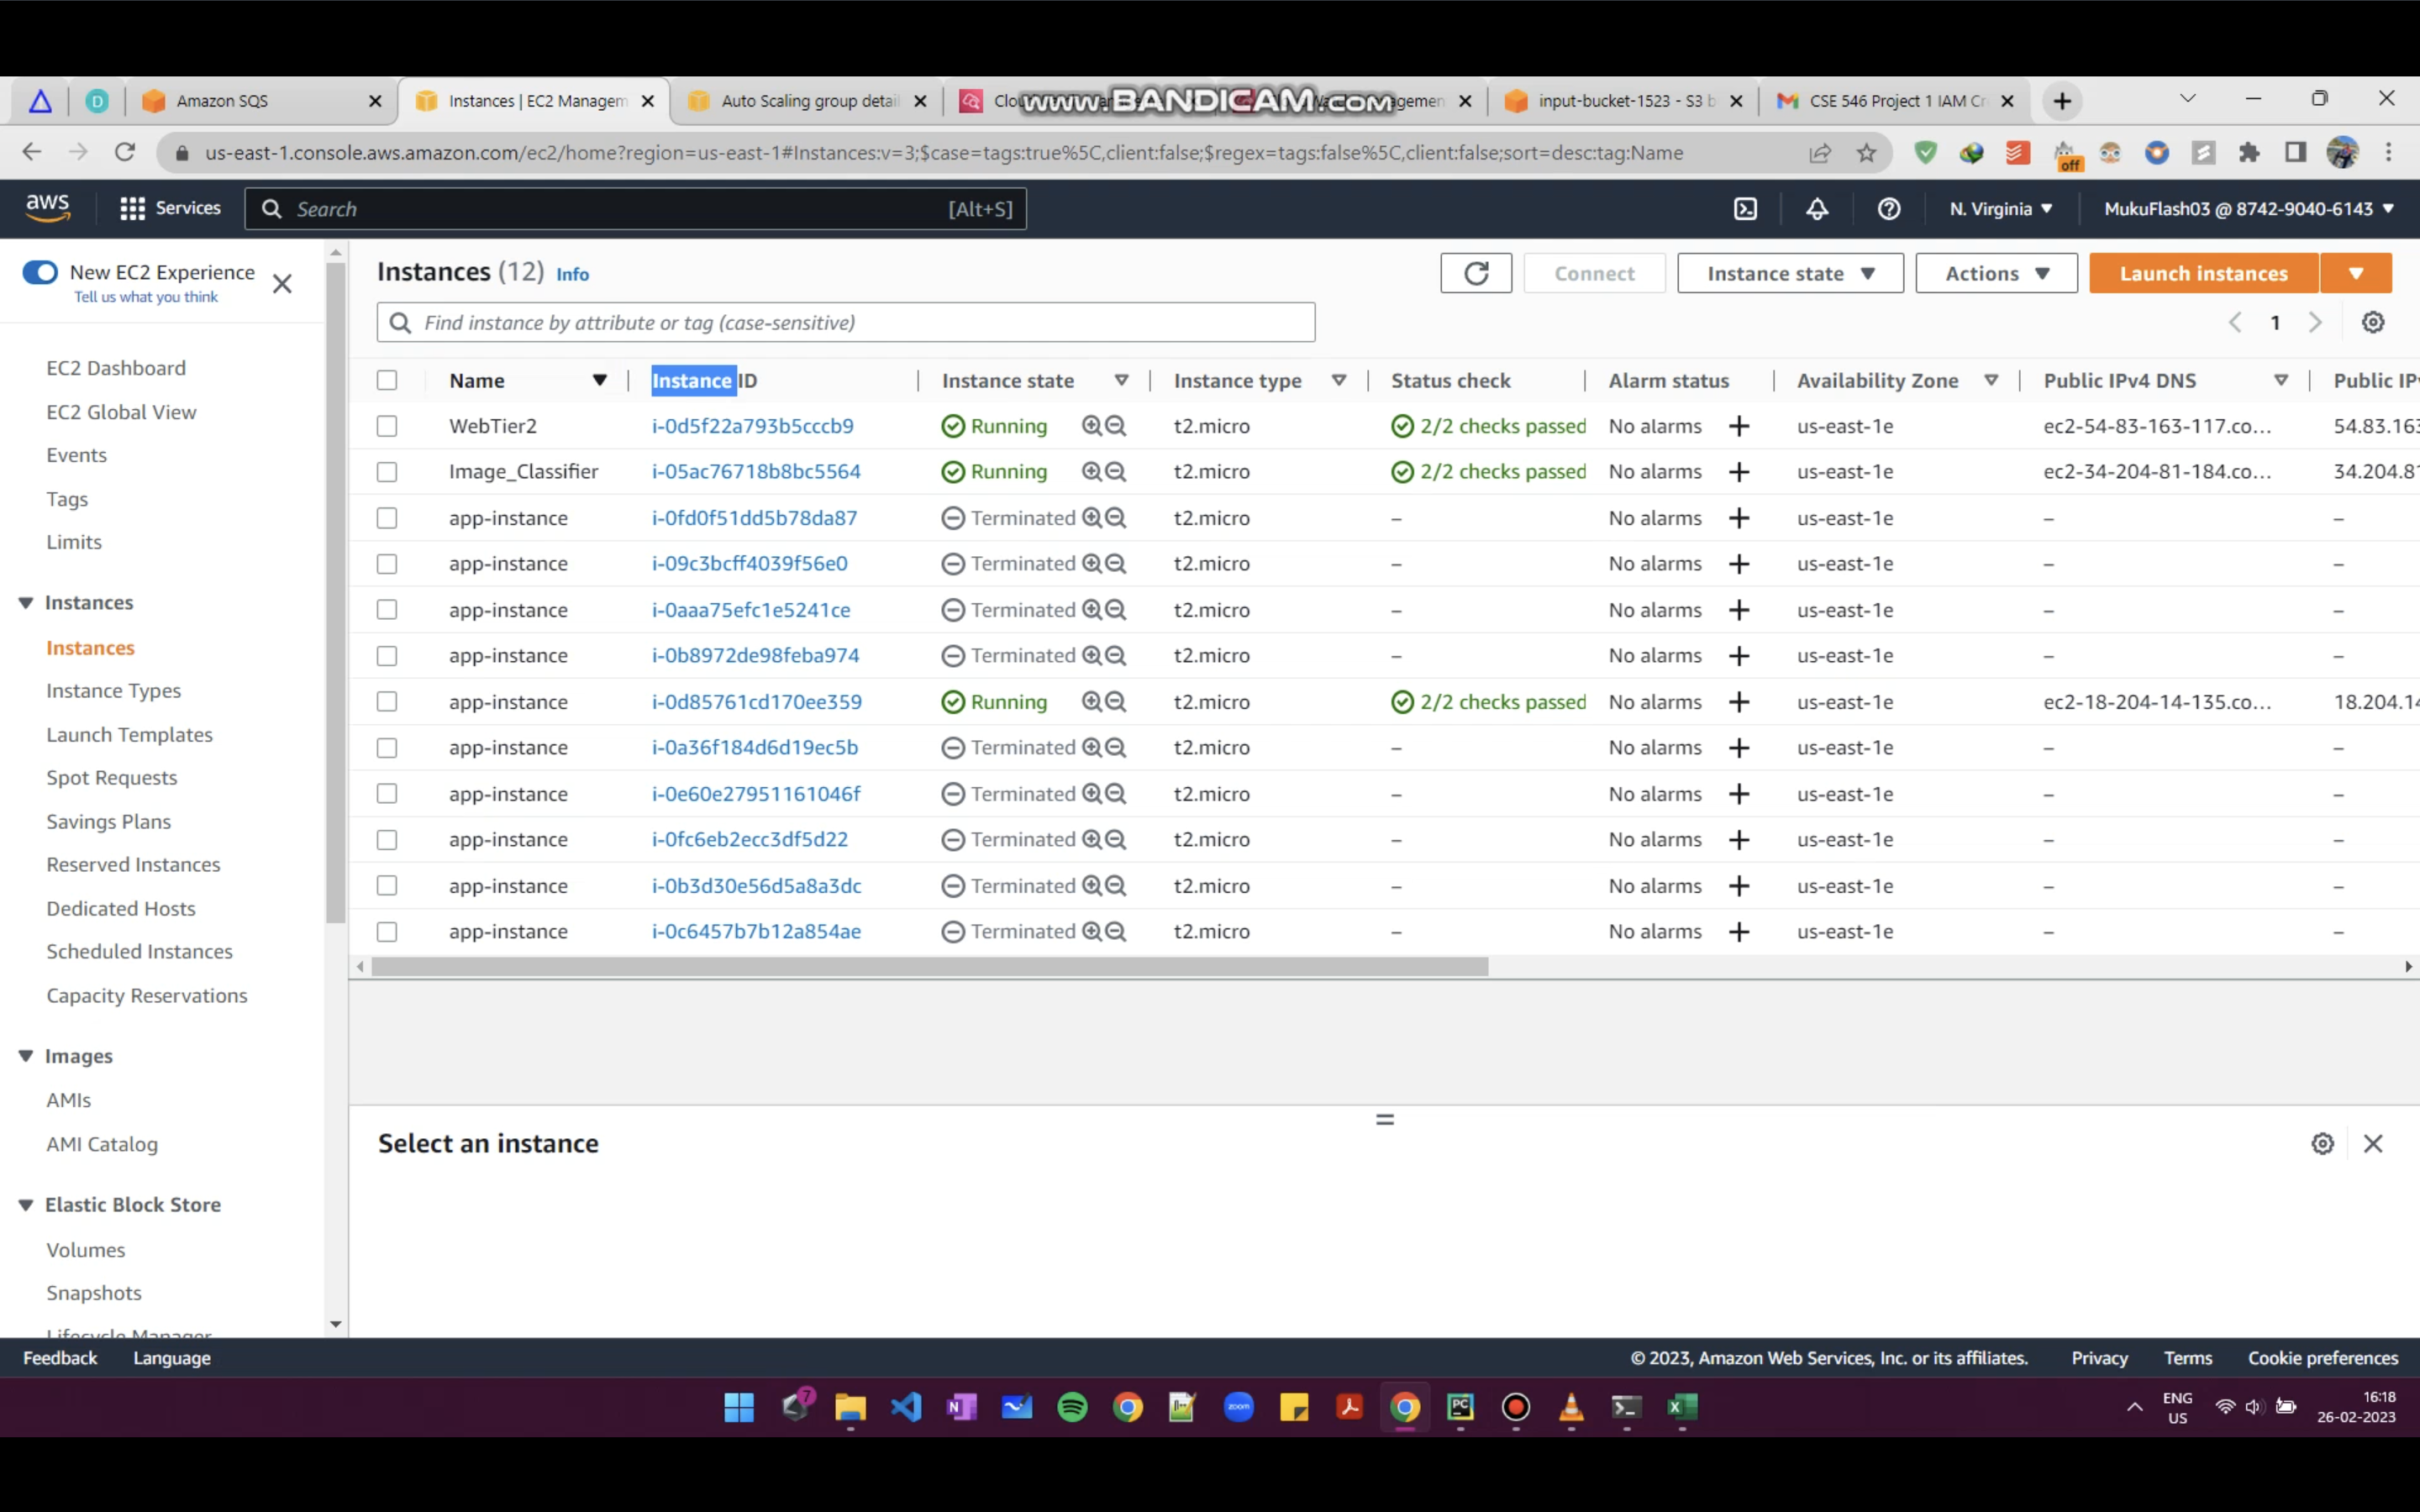 Amazon SQS
Instances | EC2 Managem
Auto Scaling group detail
Clou
www.BANDICAM.com
agemen
input-bucket-1523 - S3 b
CSE 546 Project 1 IAM Cr
us-east-1.console.aws.amazon.com/ec2/home?region=us-east-1#Instances:v=3;$case=tags:true%5C,client:false;$regex=tags:false%5C,client:false;sort=desc:tag:Name
off
aws Services Search [Alt+S] N. Virginia MukuFlash03 @ 8742-9040-6143
New EC2 Experience
Tell us what you think
EC2 Dashboard
EC2 Global View
Events
Tags
Limits
Instances
Instances
Instance Types
Launch Templates
Spot Requests
Savings Plans
Reserved Instances
Dedicated Hosts
Scheduled Instances
Capacity Reservations
Images
AMIs
AMI Catalog
Elastic Block Store
Volumes
Snapshots
Lifecycle Manager
Instances (12) Info Connect Instance state Actions Launch instances
Find instance by attribute or tag (case-sensitive) 1
Name Instance ID Instance state Instance type Status check Alarm status Availability Zone Public IPv4 DNS Public IPv
WebTier2 i-0d5f22a793b5cccb9 Running t2.micro 2/2 checks passed No alarms + us-east-1e ec2-54-83-163-117.co... 54.83.163
Image_Classifier i-05ac76718b8bc5564 Running t2.micro 2/2 checks passed No alarms + us-east-1e ec2-34-204-81-184.co... 34.204.81
app-instance i-0fd0f51dd5b78da87 Terminated t2.micro – No alarms + us-east-1e – –
app-instance i-09c3bcff4039f56e0 Terminated t2.micro – No alarms + us-east-1e – –
app-instance i-0aaa75efc1e5241ce Terminated t2.micro – No alarms + us-east-1e – –
app-instance i-0b8972de98feba974 Terminated t2.micro – No alarms + us-east-1e – –
app-instance i-0d85761cd170ee359 Running t2.micro 2/2 checks passed No alarms + us-east-1e ec2-18-204-14-135.co... 18.204.14
app-instance i-0a36f184d6d19ec5b Terminated t2.micro – No alarms + us-east-1e – –
app-instance i-0e60e27951161046f Terminated t2.micro – No alarms + us-east-1e – –
app-instance i-0fc6eb2ecc3df5d22 Terminated t2.micro – No alarms + us-east-1e – –
app-instance i-0b3d30e56d5a8a3dc Terminated t2.micro – No alarms + us-east-1e – –
app-instance i-0c6457b7b12a854ae Terminated t2.micro – No alarms + us-east-1e – –
Select an instance
Feedback Language © 2023, Amazon Web Services, Inc. or its affiliates. Privacy Terms Cookie preferences
7 zoom PC ENG US 16:18 26-02-2023